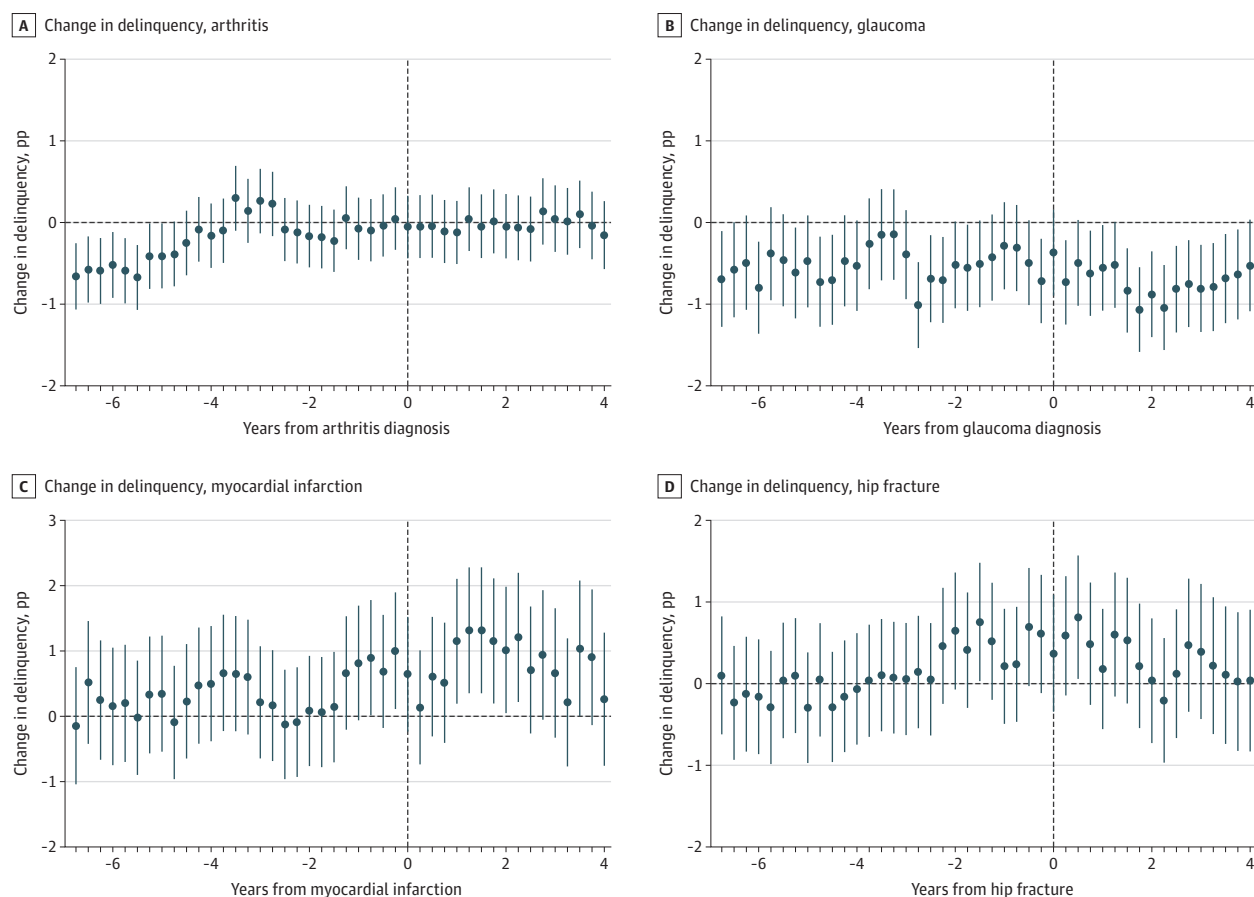 A Change in delinquency, arthritis
2
1
0
-1
-2
Change in delinquency, pp
-6 -4 -2 0 2 4
Years from arthritis diagnosis
B Change in delinquency, glaucoma
2
1
0
-1
-2
Change in delinquency, pp
-6 -4 -2 0 2 4
Years from glaucoma diagnosis
C Change in delinquency, myocardial infarction
3
2
1
0
-1
-2
Change in delinquency, pp
-6 -4 -2 0 2 4
Years from myocardial infarction
D Change in delinquency, hip fracture
2
1
0
-1
-2
Change in delinquency, pp
-6 -4 -2 0 2 4
Years from hip fracture